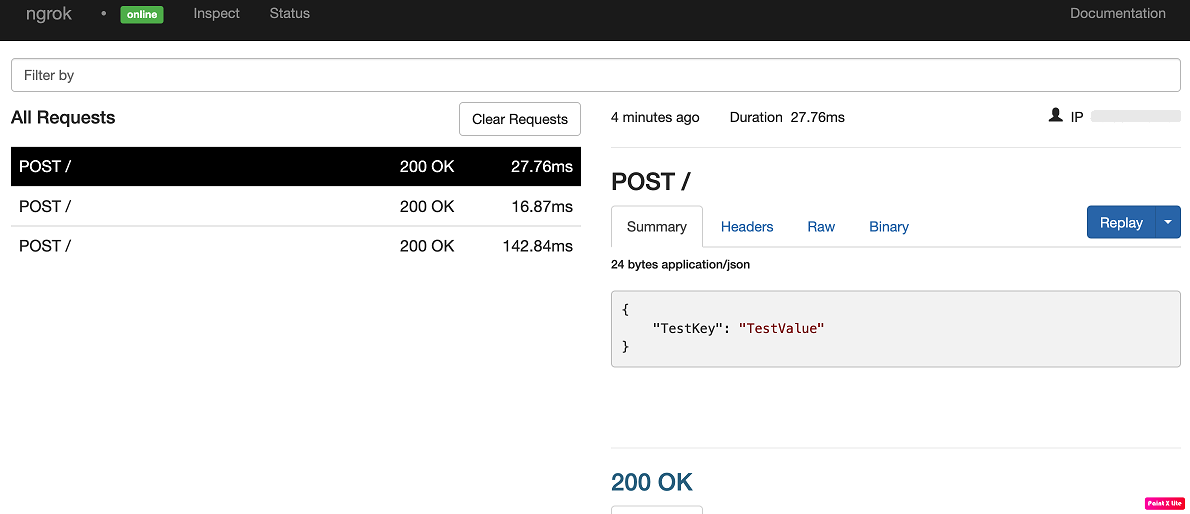 ngrok • online Inspect Status Documentation
Filter by
All Requests Clear Requests
POST / 200 OK 27.76ms
POST / 200 OK 16.87ms
POST / 200 OK 142.84ms
4 minutes ago Duration 27.76ms IP
POST /
Summary Headers Raw Binary Replay
24 bytes application/json
{
"TestKey": "TestValue"
}
200 OK
Paint X Lite